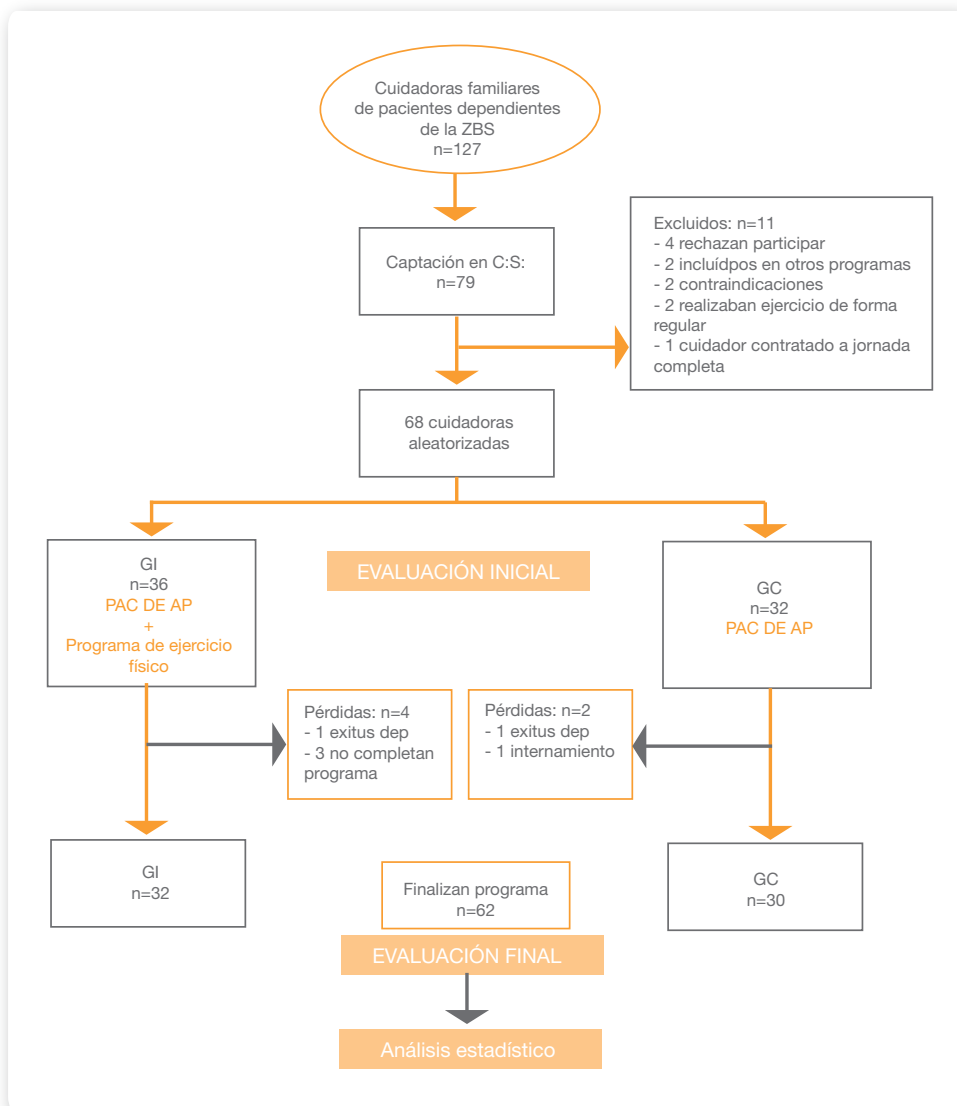 Cuidadoras familiares
de pacientes dependientes
de la ZBS
n=127
Captación en C:S:
n=79
Excluidos: n=11
- 4 rechazan participar
- 2 incluídpos en otros programas
- 2 contraindicaciones
- 2 realizaban ejercicio de forma
regular
- 1 cuidador contratado a jornada
completa
68 cuidadoras
aleatorizadas
GI
n=36
PAC DE AP
+
Programa de ejercicio
físico
EVALUACIÓN INICIAL
GC
n=32
PAC DE AP
Pérdidas: n=4
- 1 exitus dep
- 3 no completan
programa
Pérdidas: n=2
- 1 exitus dep
- 1 internamiento
GI
n=32
Finalizan programa
n=62
GC
n=30
EVALUACIÓN FINAL
Análisis estadístico